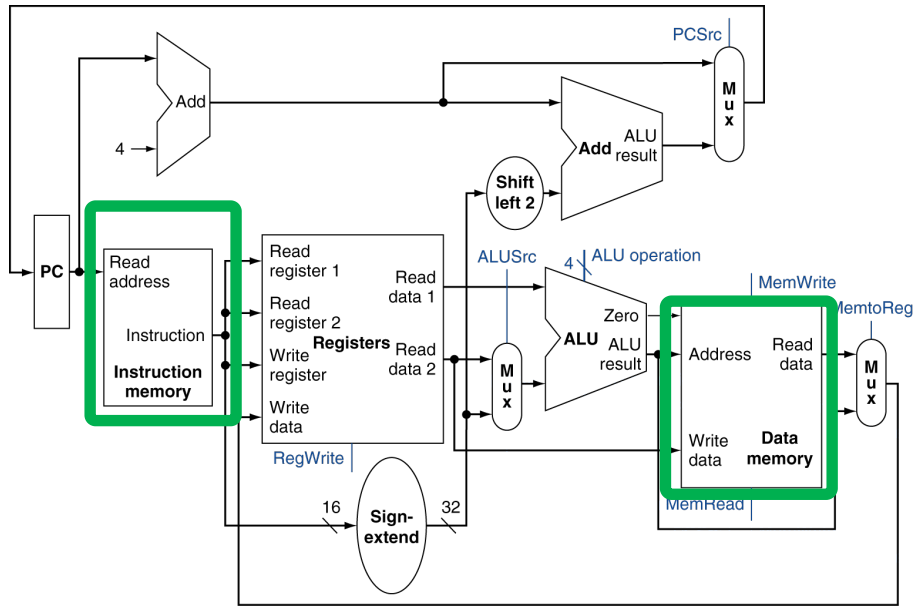 PCSrc
M
u
x
Add
4
Add
ALU
result
Shift
left 2
PC
Read
address
Instruction
Instruction
memory
Read
register 1
Read
register 2
Write
register
Write
data
Registers
Read
data 1
Read
data 2
RegWrite
16
Sign-
extend
32
ALUSrc
M
u
x
4
ALU operation
Zero
ALU
ALU
result
MemWrite
Address
Read
data
Write
data
Data
memory
MemRead
MemtoReg
M
u
x